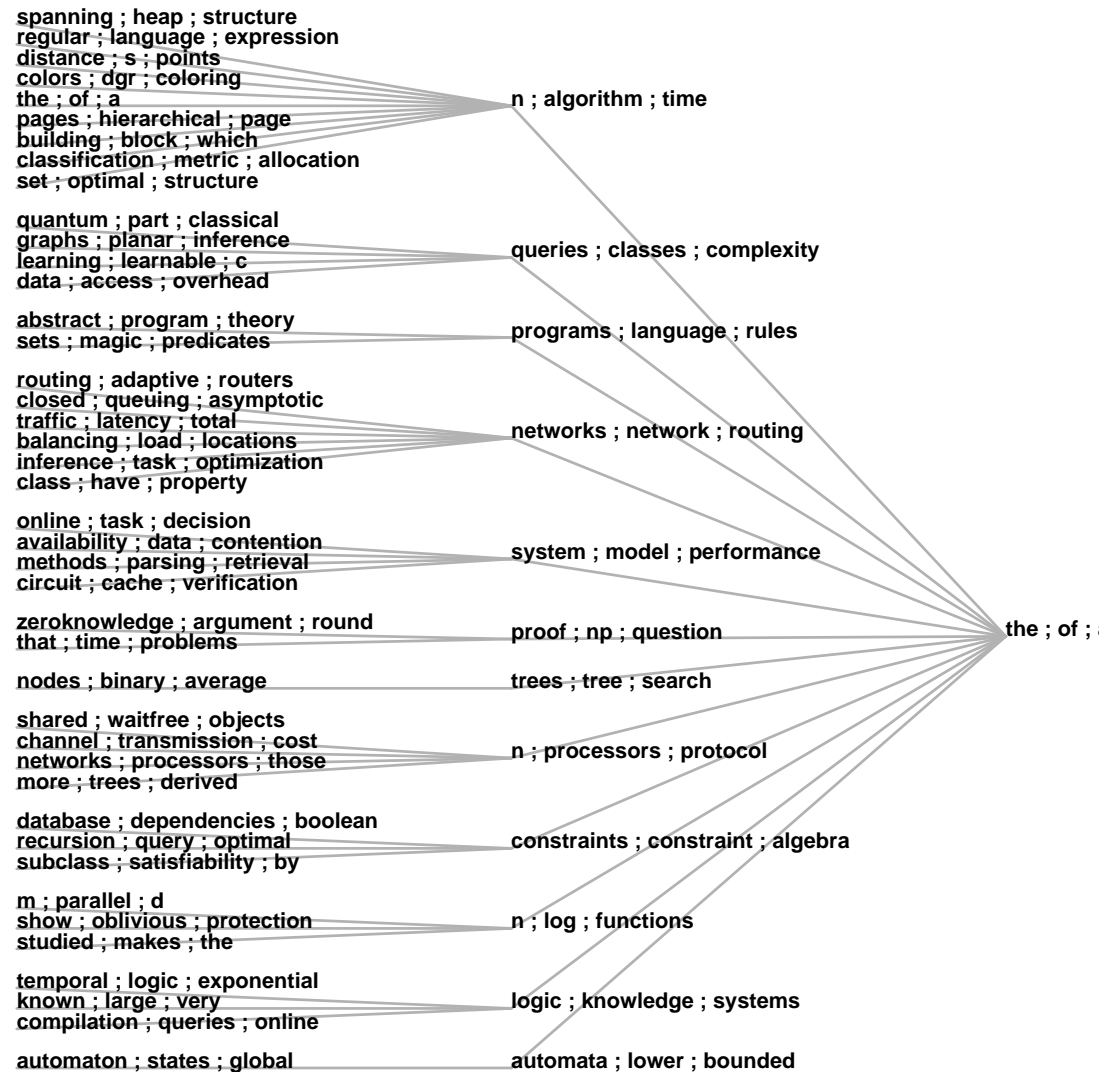 spanning ; heap ; structure
regular ; language ; expression
distance ; s ; points
colors ; dgr ; coloring
the ; of ; a
pages ; hierarchical ; page
building ; block ; which
classification ; metric ; allocation
set ; optimal ; structure
n ; algorithm ; time
quantum ; part ; classical
graphs ; planar ; inference
learning ; learnable ; c
data ; access ; overhead
queries ; classes ; complexity
abstract ; program ; theory
sets ; magic ; predicates
programs ; language ; rules
routing ; adaptive ; routers
closed ; queuing ; asymptotic
traffic ; latency ; total
balancing ; load ; locations
inference ; task ; optimization
class ; have ; property
networks ; network ; routing
online ; task ; decision
availability ; data ; contention
methods ; parsing ; retrieval
circuit ; cache ; verification
system ; model ; performance
zeroknowledge ; argument ; round
that ; time ; problems
proof ; np ; question
nodes ; binary ; average
trees ; tree ; search
shared ; waitfree ; objects
channel ; transmission ; cost
networks ; processors ; those
more ; trees ; derived
n ; processors ; protocol
database ; dependencies ; boolean
recursion ; query ; optimal
subclass ; satisfiability ; by
constraints ; constraint ; algebra
m ; parallel ; d
show ; oblivious ; protection
studied ; makes ; the
n ; log ; functions
temporal ; logic ; exponential
known ; large ; very
compilation ; queries ; online
logic ; knowledge ; systems
automaton ; states ; global
automata ; lower ; bounded
the ; of ;